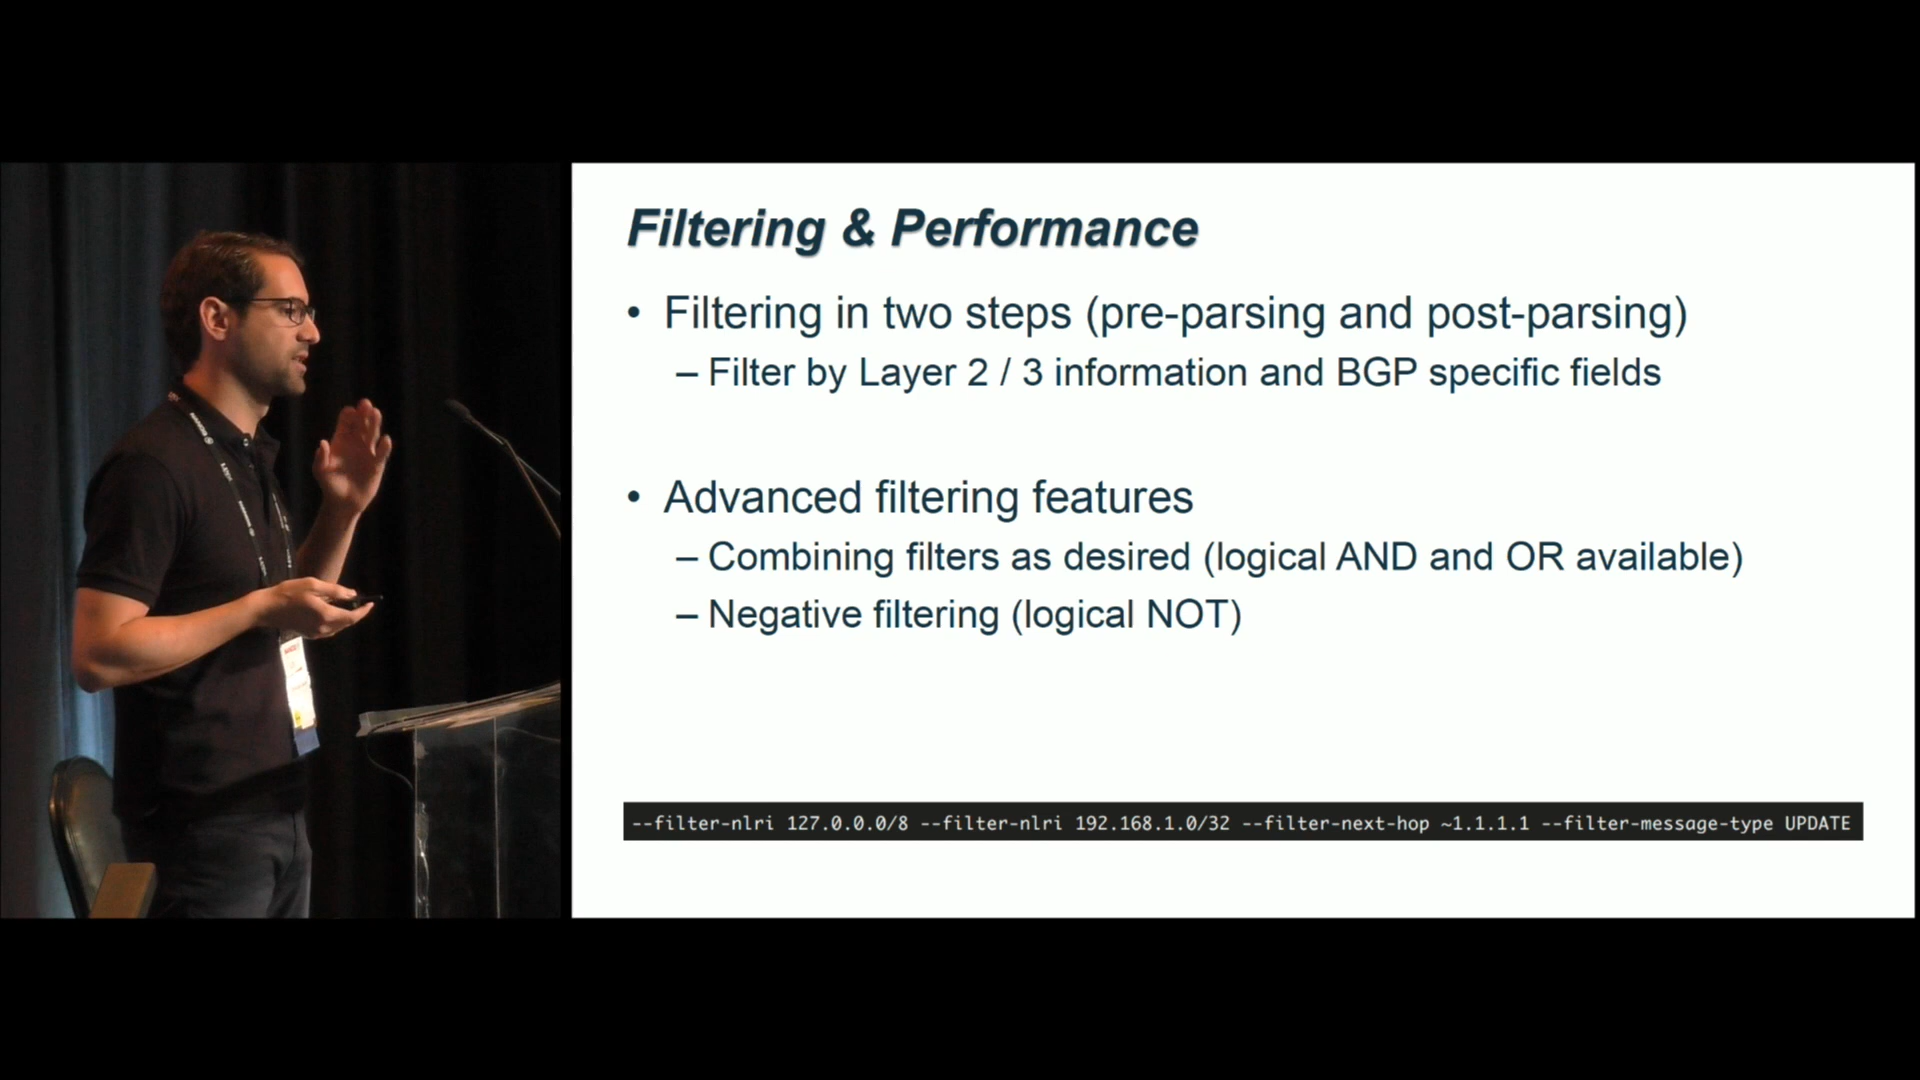 Filtering & Performance
• Filtering in two steps (pre-parsing and post-parsing)
– Filter by Layer 2 / 3 information and BGP specific fields
• Advanced filtering features
– Combining filters as desired (logical AND and OR available)
– Negative filtering (logical NOT)
--filter-nlri 127.0.0.0/8 --filter-nlri 192.168.1.0/32 --filter-next-hop ~1.1.1.1 --filter-message-type UPDATE